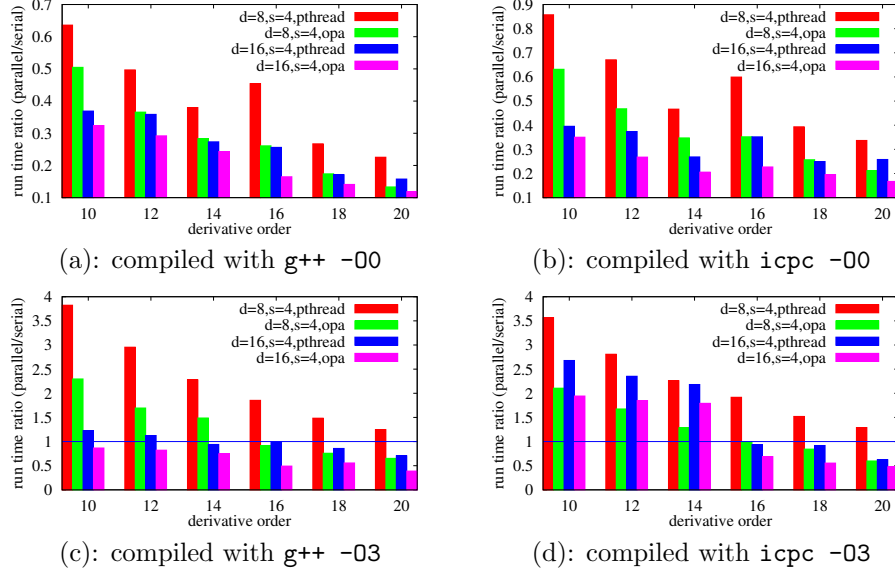 0.7
0.6
0.5
0.4
0.3
0.2
0.1
run time ratio (parallel/serial)
d=8,s=4,pthread
d=8,s=4,opa
d=16,s=4,pthread
d=16,s=4,opa
10 12 14 16 18 20
derivative order
(a): compiled with g++ -O0
0.9
0.8
0.7
0.6
0.5
0.4
0.3
0.2
0.1
run time ratio (parallel/serial)
d=8,s=4,pthread
d=8,s=4,opa
d=16,s=4,pthread
d=16,s=4,opa
10 12 14 16 18 20
derivative order
(b): compiled with icpc -O0
4
3.5
3
2.5
2
1.5
1
0.5
0
run time ratio (parallel/serial)
d=8,s=4,pthread
d=8,s=4,opa
d=16,s=4,pthread
d=16,s=4,opa
10 12 14 16 18 20
derivative order
(c): compiled with g++ -O3
4
3.5
3
2.5
2
1.5
1
0.5
0
run time ratio (parallel/serial)
d=8,s=4,pthread
d=8,s=4,opa
d=16,s=4,pthread
d=16,s=4,opa
10 12 14 16 18 20
derivative order
(d): compiled with icpc -O3